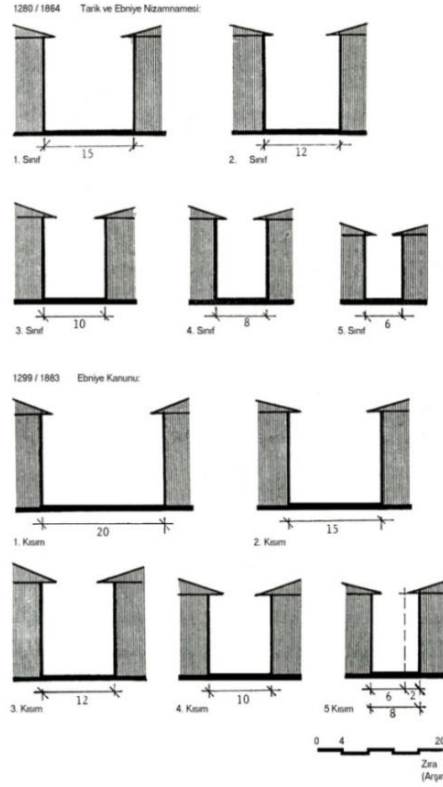 1280 / 1864 Tarik ve Ebniye Nizamnamesi:
15
12
1. Sınıf
2. Sınıf
10
8
6
3. Sınıf
4. Sınıf
5. Sınıf
1299 / 1883 Ebniye Kanunu:
20
15
1. Kısım
2. Kısım
12
10
6 2
8
3. Kısım
4. Kısım
5 Kısım
0 4 20
Zıra